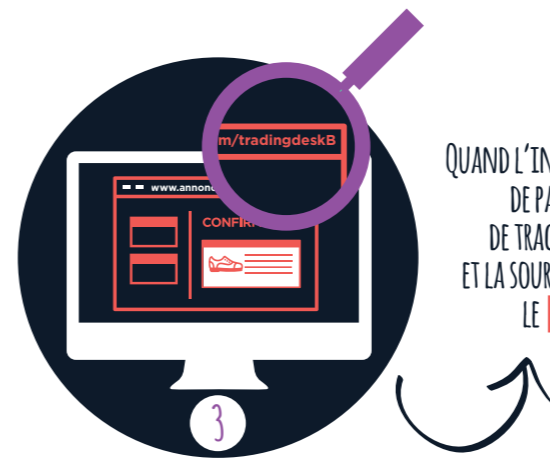 m/tradingdeskB
www.annon
CONFIR
3
QUAND L'IN
DE PA
DE TRAC
ET LA SOUR
LE